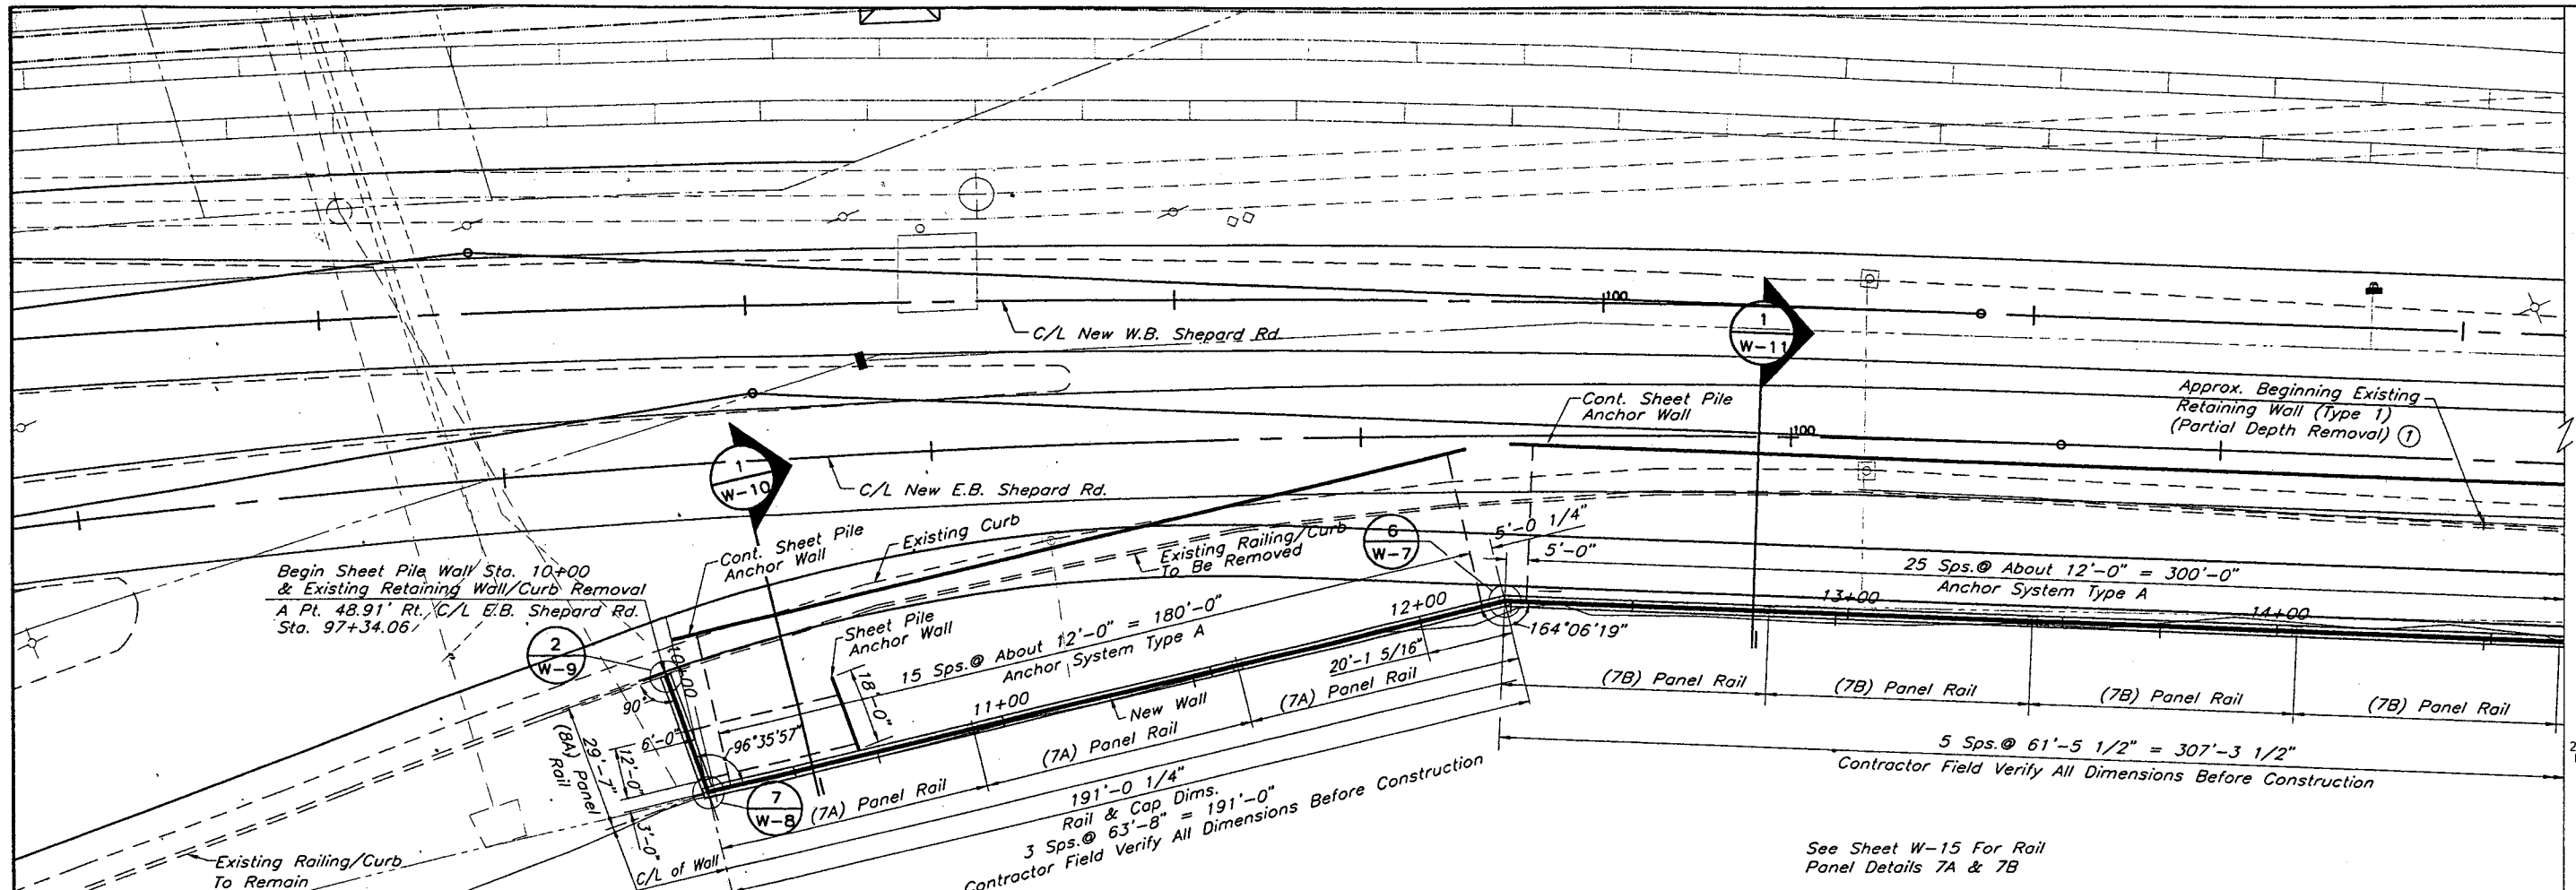 100
C/L New W.B. Shepard Rd.
1
W-11
Approx. Beginning Existing
Retaining Wall (Type 1)
(Partial Depth Removal) 1
Cont. Sheet Pile
Anchor Wall
100
1
W-10
C/L New E.B. Shepard Rd.
Cont. Sheet Pile
Anchor Wall
Existing Curb
Existing Railing/Curb
To Be Removed
6
W-7
5'-0 1/4"
5'-0"
25 Sps.@ About 12'-0" = 300'-0"
Anchor System Type A
13+00
14+00
Begin Sheet Pile Wall Sta. 10+00
& Existing Retaining Wall/Curb Removal
A Pt. 48.91' Rt. C/L E.B. Shepard Rd.
Sta. 97+34.06
2
W-9
10+00
Sheet Pile
Anchor Wall
15 Sps.@ About 12'-0" = 180'-0"
Anchor System Type A
12+00
164°06'19"
20'-1 5/16"
18'-0"
11+00
New Wall
90°
6'-0"
96°35'57"
(8A) Panel
Rail
29'-7"
12'-0"
3'-0"
C/L of Wall
7
W-8
(7A) Panel Rail
(7A) Panel Rail
(7A) Panel Rail
(7B) Panel Rail
(7B) Panel Rail
(7B) Panel Rail
(7B) Panel Rail
191'-0 1/4"
Rail & Cap Dims.
3 Sps.@ 63'-8" = 191'-0"
Contractor Field Verify All Dimensions Before Construction
5 Sps.@ 61'-5 1/2" = 307'-3 1/2"
Contractor Field Verify All Dimensions Before Construction
Existing Railing/Curb
To Remain
See Sheet W-15 For Rail
Panel Details 7A & 7B